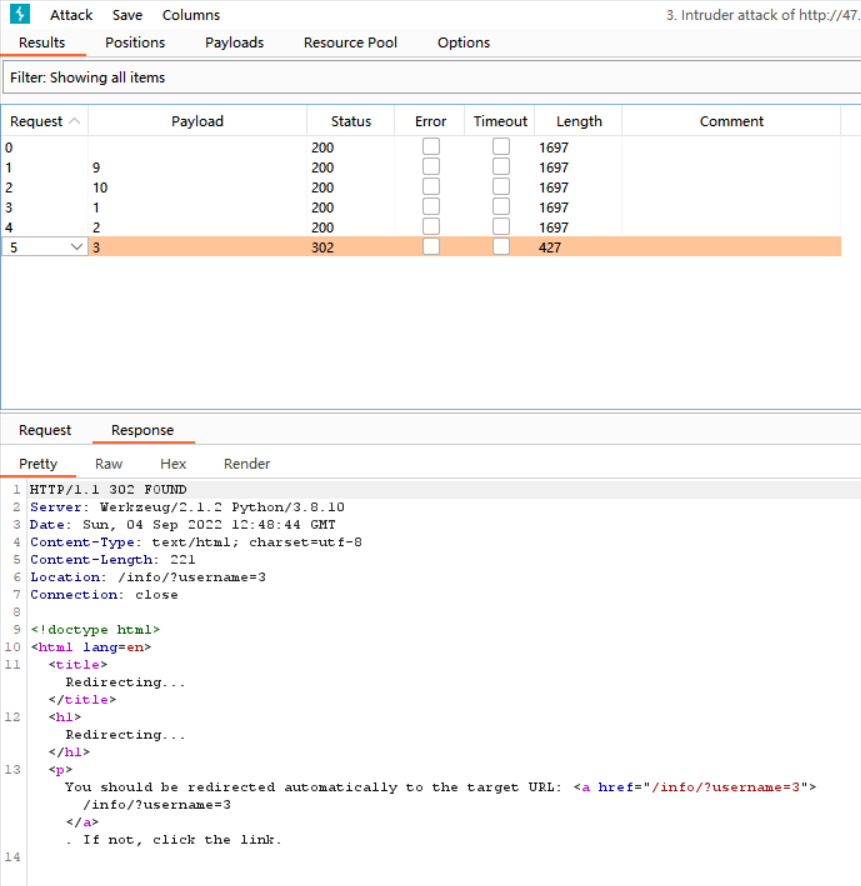 Attack Save Columns 3. Intruder attack of http://47.
Results Positions Payloads Resource Pool Options
Filter: Showing all items
Request Payload Status Error Timeout Length Comment
0 200 1697
1 9 200 1697
2 10 200 1697
3 1 200 1697
4 2 200 1697
5 3 302 427
Request Response
Pretty Raw Hex Render
1 HTTP/1.1 302 FOUND
2 Server: Werkzeug/2.1.2 Python/3.8.10
3 Date: Sun, 04 Sep 2022 12:48:44 GMT
4 Content-Type: text/html; charset=utf-8
5 Content-Length: 221
6 Location: /info/?username=3
7 Connection: close
8
9 <!doctype html>
10 <html lang=en>
11 <title>
Redirecting...
</title>
12 <h1>
Redirecting...
</h1>
13 <p>
You should be redirected automatically to the target URL: <a href="/info/?username=3">
/info/?username=3
</a>
. If not, click the link.
14